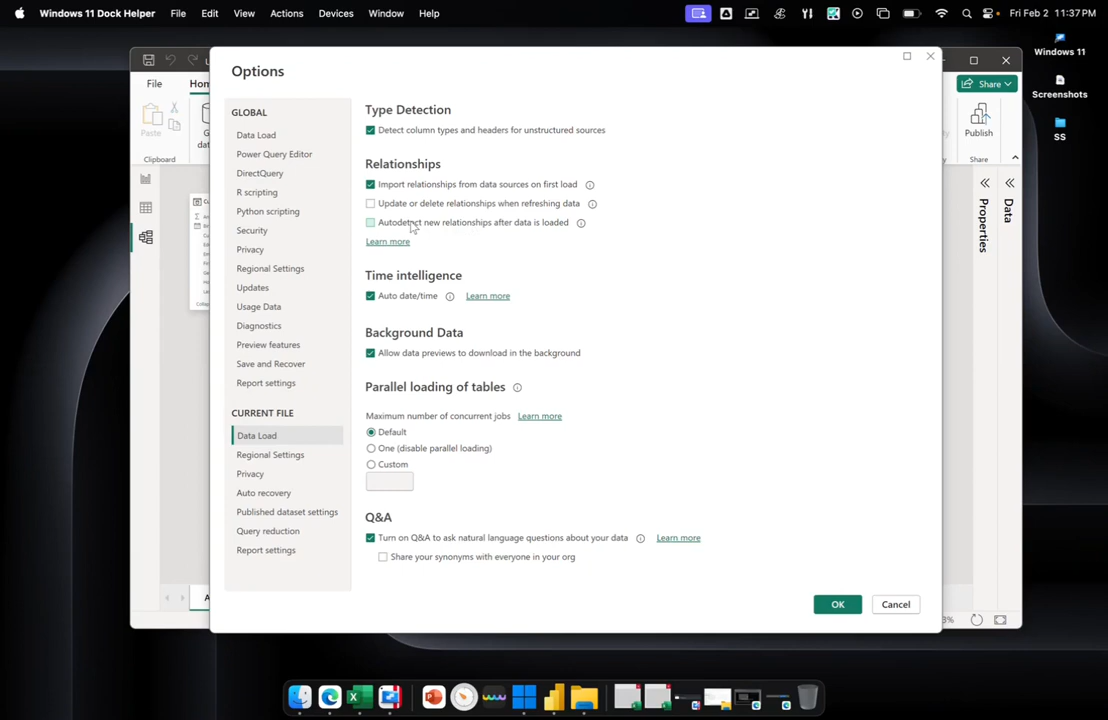 Windows 11 Dock Helper File Edit View Actions Devices Window Help Fri Feb 2 11:37PM
Windows 11
Screenshots
SS
File
Share
Paste
Clipboard
Publish
Share
Properties
Data
Options
GLOBAL
Data Load
Power Query Editor
DirectQuery
R scripting
Python scripting
Security
Privacy
Regional Settings
Updates
Usage Data
Diagnostics
Preview features
Save and Recover
Report settings
CURRENT FILE
Data Load
Regional Settings
Privacy
Auto recovery
Published dataset settings
Query reduction
Report settings
Type Detection
Detect column types and headers for unstructured sources
Relationships
Import relationships from data sources on first load
Update or delete relationships when refreshing data
Autodetect new relationships after data is loaded
Learn more
Time intelligence
Auto date/time Learn more
Background Data
Allow data previews to download in the background
Parallel loading of tables
Maximum number of concurrent jobs Learn more
Default
One (disable parallel loading)
Custom
Q&A
Turn on Q&A to ask natural language questions about your data Learn more
Share your synonyms with everyone in your org
OK Cancel